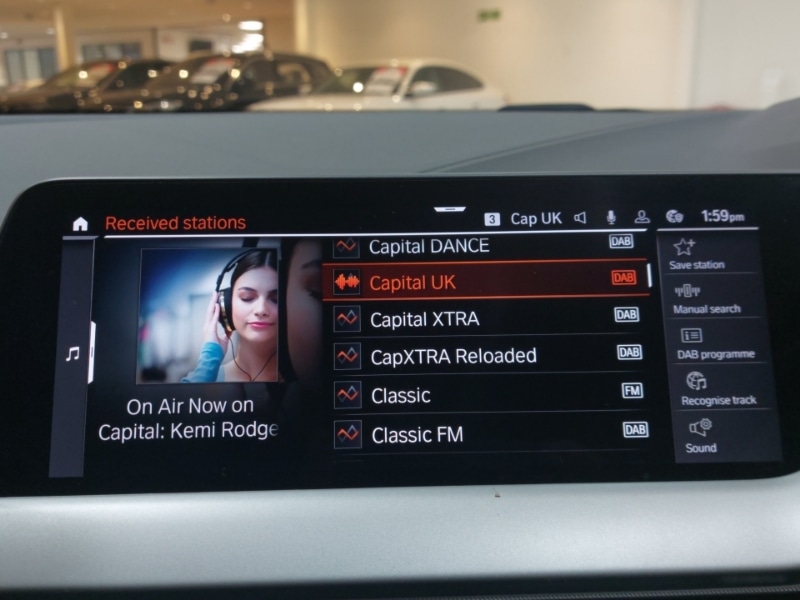 Received stations
3 Cap UK 1:59pm
Capital DANCE DAB
Capital UK DAB
Capital XTRA DAB
CapXTRA Reloaded DAB
Classic FM
Classic FM DAB
On Air Now on
Capital: Kemi Rodge
Save station
Manual search
DAB programme
Recognise track
Sound